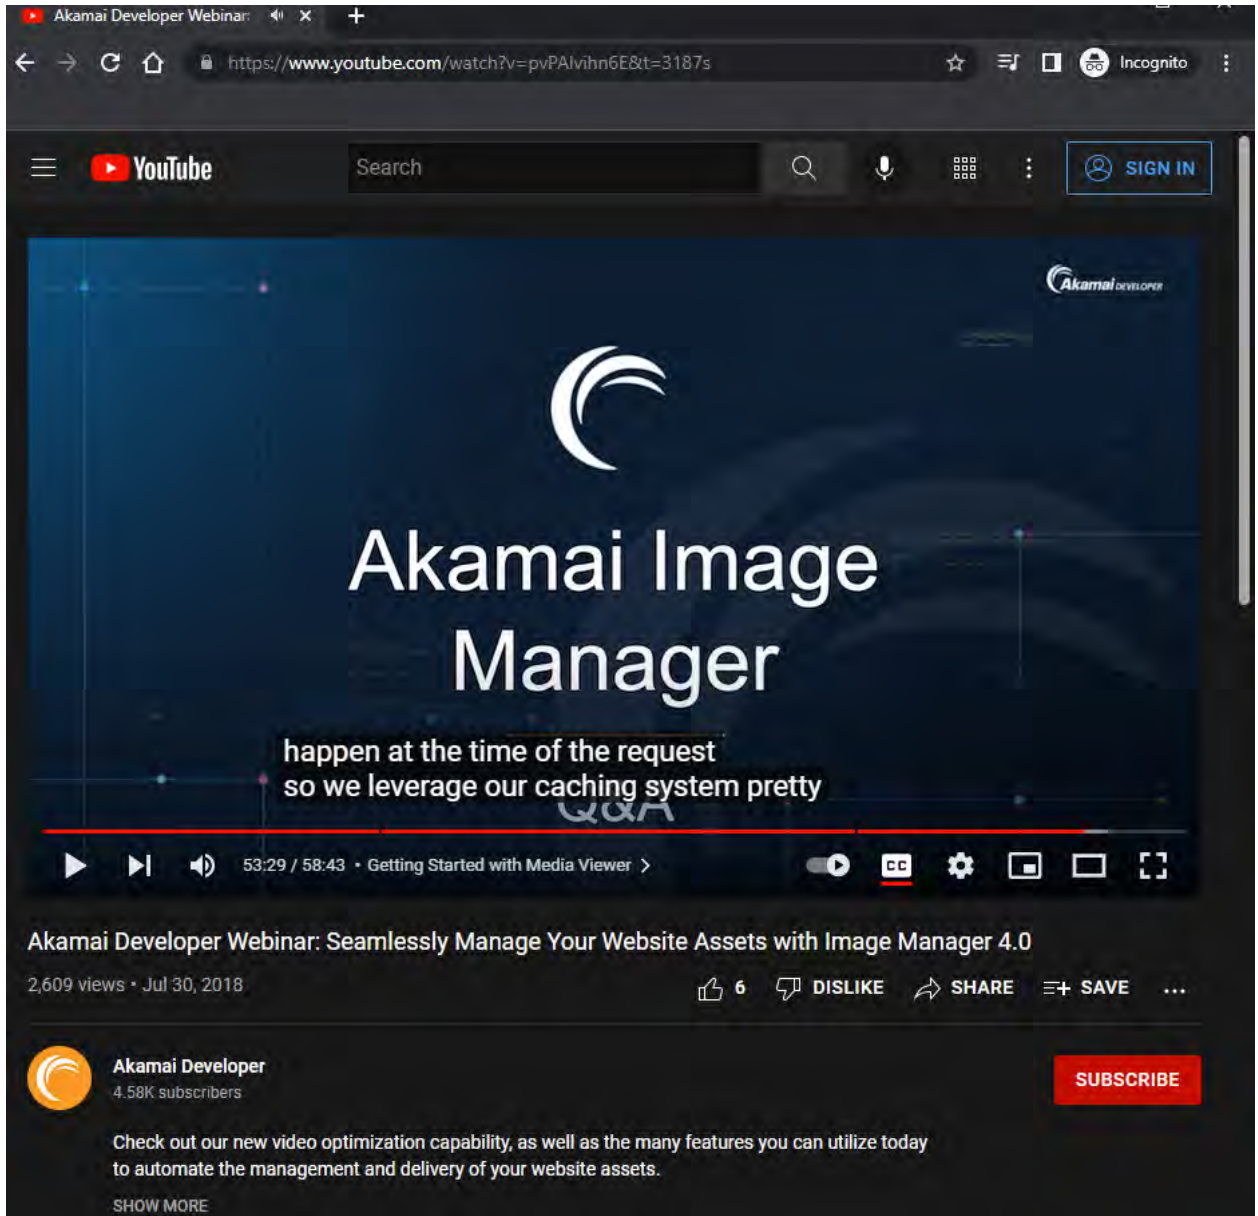 Akamai Developer Webinar:
https://www.youtube.com/watch?v=pvPAlvihn6E&t=3187s
Incognito
YouTube
Search
SIGN IN
Akamai DEVELOPER
Akamai Image
Manager
happen at the time of the request
so we leverage our caching system pretty
Q&A
53:29 / 58:43 • Getting Started with Media Viewer >
CC
Akamai Developer Webinar: Seamlessly Manage Your Website Assets with Image Manager 4.0
2,609 views • Jul 30, 2018
6 DISLIKE SHARE SAVE ...
Akamai Developer
4.58K subscribers
SUBSCRIBE
Check out our new video optimization capability, as well as the many features you can utilize today
to automate the management and delivery of your website assets.
SHOW MORE